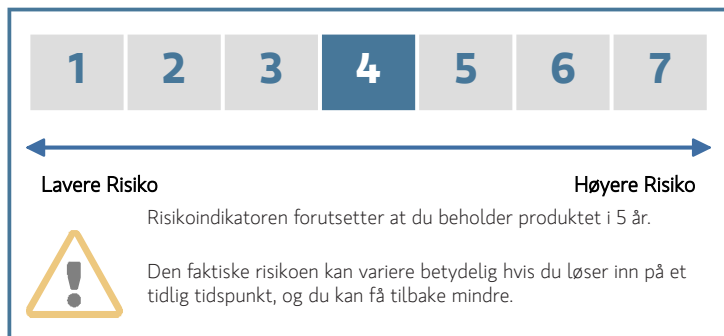 1 2 3 4 5 6 7
Lavere Risiko Høyere Risiko
Risikoindikatoren forutsetter at du beholder produktet i 5 år.
Den faktiske risikoen kan variere betydelig hvis du løser inn på et
tidlig tidspunkt, og du kan få tilbake mindre.